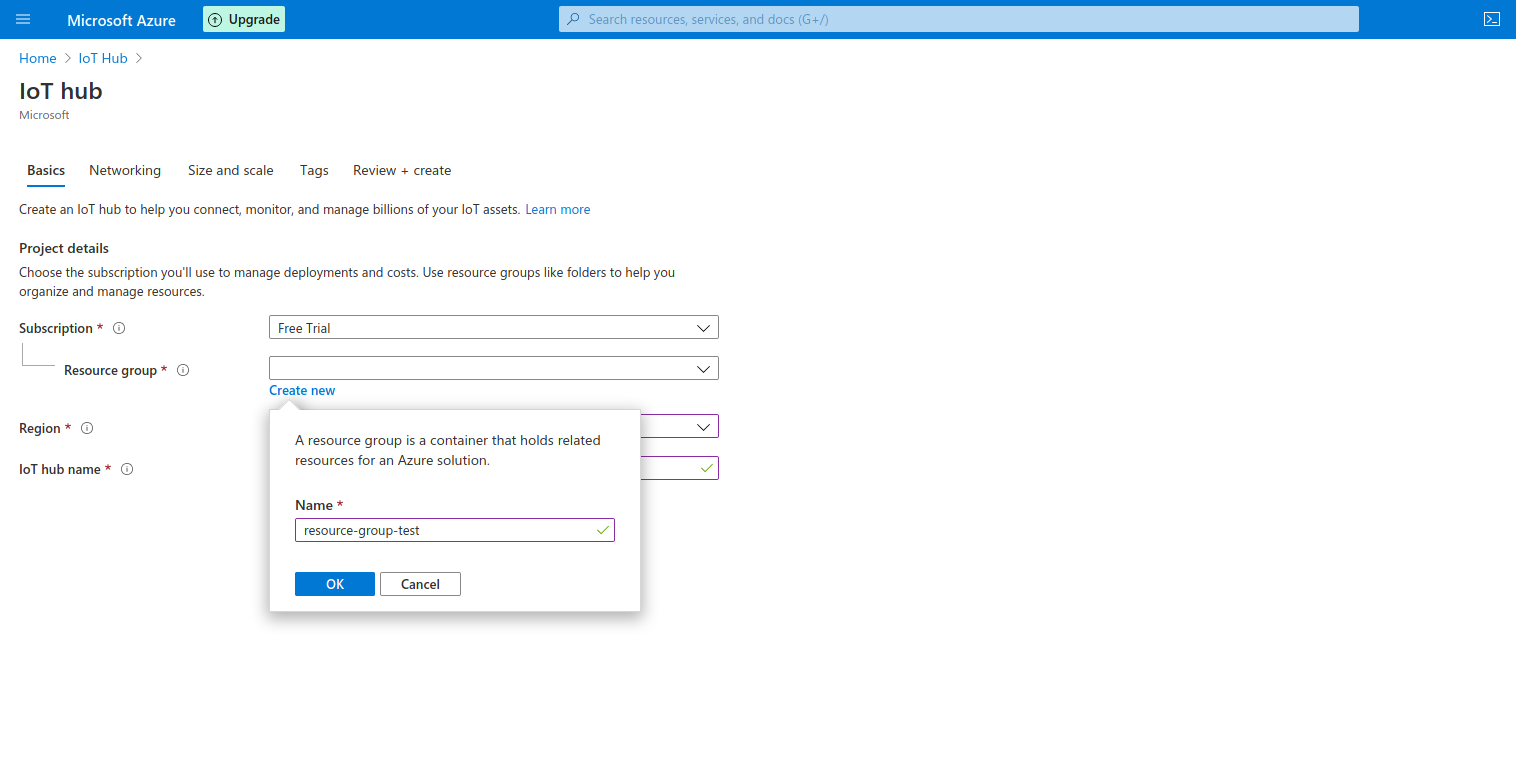 Microsoft Azure
Upgrade
Search resources, services, and docs (G+/)
Home > IoT Hub >
IoT hub
Microsoft
Basics Networking Size and scale Tags Review + create
Create an IoT hub to help you connect, monitor, and manage billions of your IoT assets. Learn more
Project details
Choose the subscription you'll use to manage deployments and costs. Use resource groups like folders to help you
organize and manage resources.
Subscription *
Free Trial
Resource group *
Create new
Region *
IoT hub name *
A resource group is a container that holds related
resources for an Azure solution.
Name *
resource-group-test
OK Cancel